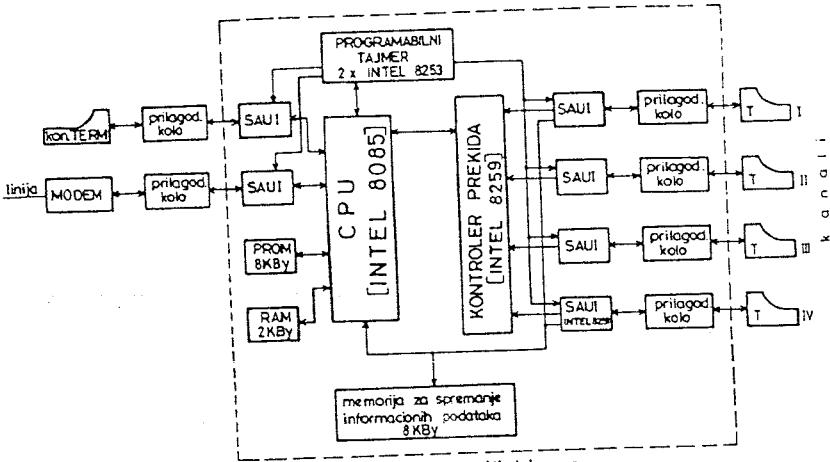 PROGRAMABILNI
TAJMER
2 x INTEL 8253
kon.TERM
prilagod.
kolo
SAUI
linija
MODEM
prilagod.
kolo
SAUI
PROM
8KBy
RAM
2KBy
CPU
[INTEL 8085]
KONTROLER PREKIDA
[INTEL 8259]
SAUI
prilagod.
kolo
T
I
SAUI
prilagod.
kolo
T
II
SAUI
prilagod.
kolo
T
III
SAUI
INTEL 8251
prilagod.
kolo
T
IV
kanali
memorija za spremanje
informacionih podataka
8KBy